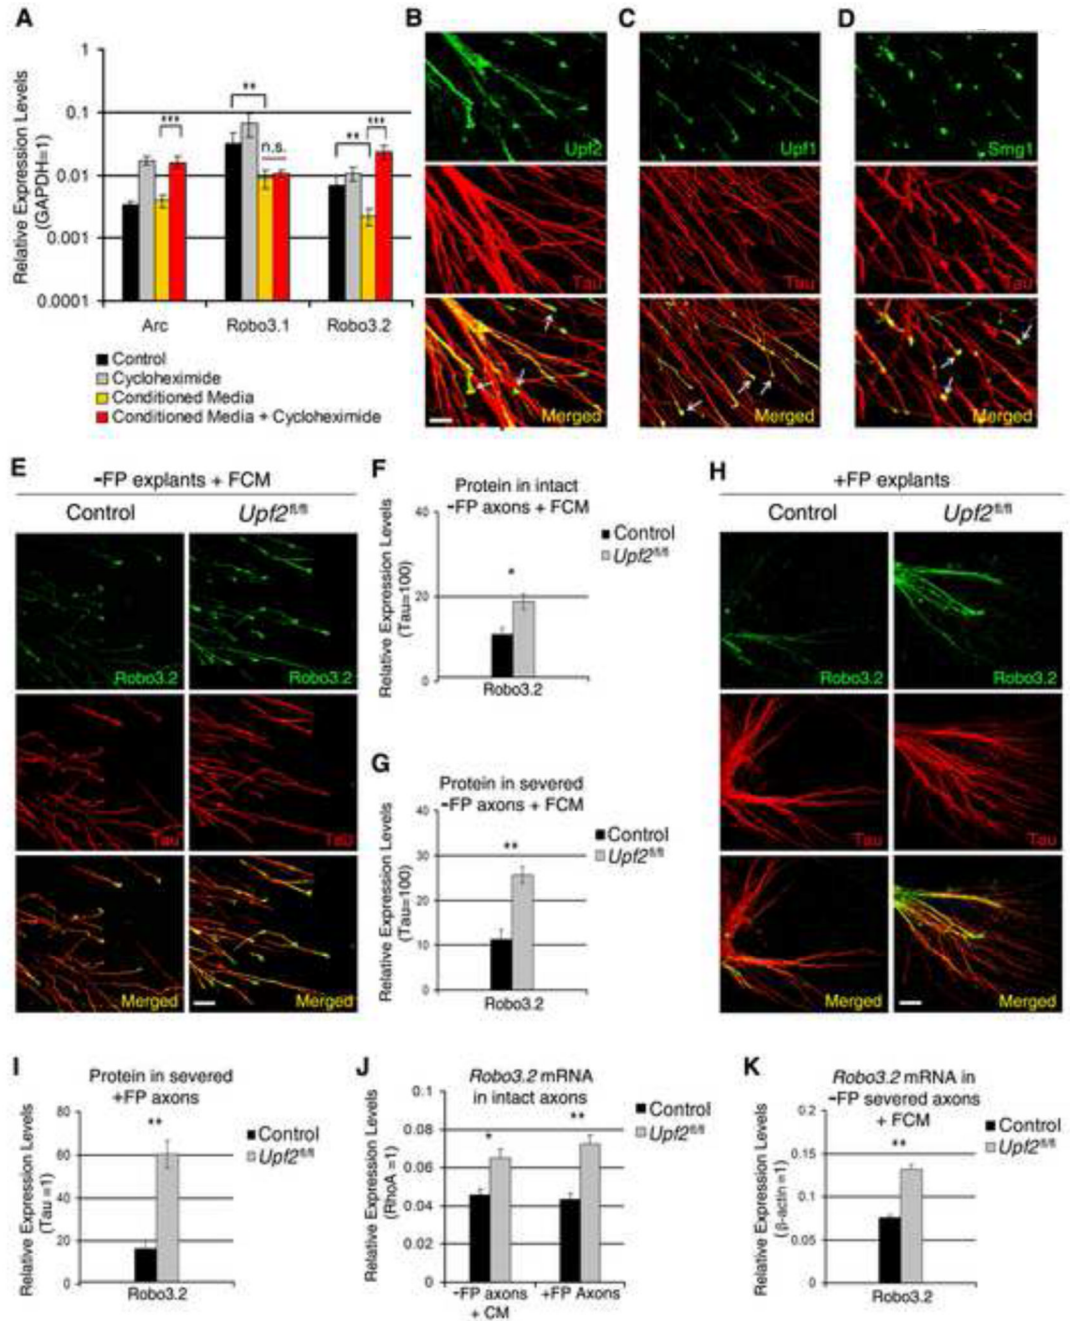 A
Relative Expression Levels
(GAPDH=1)
1
0.1
0.01
0.001
0.0001
***
**
n.s.
**
***
Arc
Robo3.1
Robo3.2
Control
Cycloheximide
Conditioned Media
Conditioned Media + Cycloheximide
B
Upf2
Tau
Merged
C
Upf1
Tau
Merged
D
Smg1
Tau
Merged
E
-FP explants + FCM
Control
Upf2fl/fl
Robo3.2
Robo3.2
Tau
Tau
Merged
Merged
F
Protein in intact
-FP axons + FCM
Relative Expression Levels
(Tau=100)
40
20
0
*
Control
Upf2fl/fl
Robo3.2
G
Protein in severed
-FP axons + FCM
Relative Expression Levels
(Tau=100)
40
30
20
10
0
**
Control
Upf2fl/fl
Robo3.2
H
+FP explants
Control
Upf2fl/fl
Robo3.2
Robo3.2
Tau
Tau
Merged
Merged
I
Protein in severed
+FP axons
Relative Expression Levels
(Tau =1)
80
60
40
20
0
**
Control
Upf2fl/fl
Robo3.2
J
Robo3.2 mRNA
in intact axons
Relative Expression Levels
(RhoA =1)
0.1
0.08
0.06
0.04
0.02
0
*
**
Control
Upf2fl/fl
-FP axons
+ CM
+FP Axons
K
Robo3.2 mRNA in
-FP severed axons
+ FCM
Relative Expression Levels
(β-actin =1)
0.2
0.15
0.1
0.05
0
**
Control
Upf2fl/fl
Robo3.2